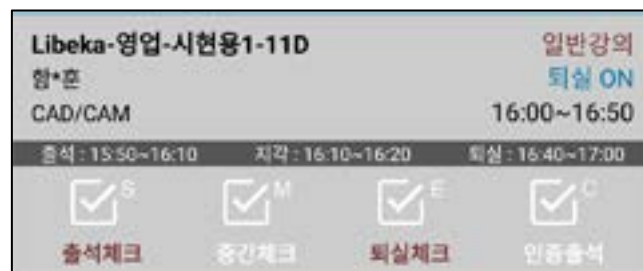 Libeka-영업-시현용1-11D 일반강의
함*훈 퇴실 ON
CAD/CAM 16:00~16:50
출석 : 15:50~16:10 지각 : 16:10~16:20 퇴실 : 16:40~17:00
S M E C
출석체크 중간체크 퇴실체크 인증출석